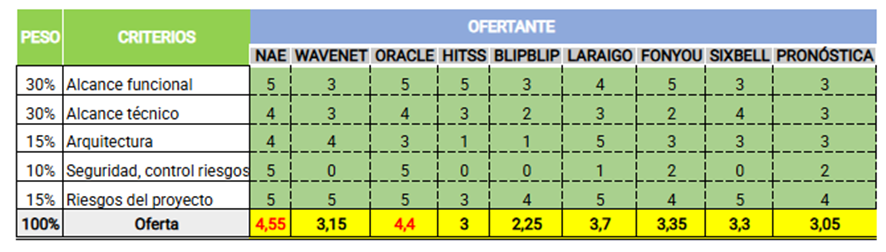 PESO CRITERIOS OFERTANTE
NAE WAVENET ORACLE HITSS BLIPBLIP LARAIGO FONYOU SIXBELL PRONÓSTICA
30% Alcance funcional 5 3 5 5 3 4 5 3 3
30% Alcance técnico 4 3 4 3 2 3 2 4 3
15% Arquitectura 4 4 3 1 1 5 3 3 3
10% Seguridad, control riesgos 5 0 5 0 0 1 2 0 2
15% Riesgos del proyecto 5 5 5 3 4 5 4 5 4
100% Oferta 4,55 3,15 4,4 3 2,25 3,7 3,35 3,3 3,05